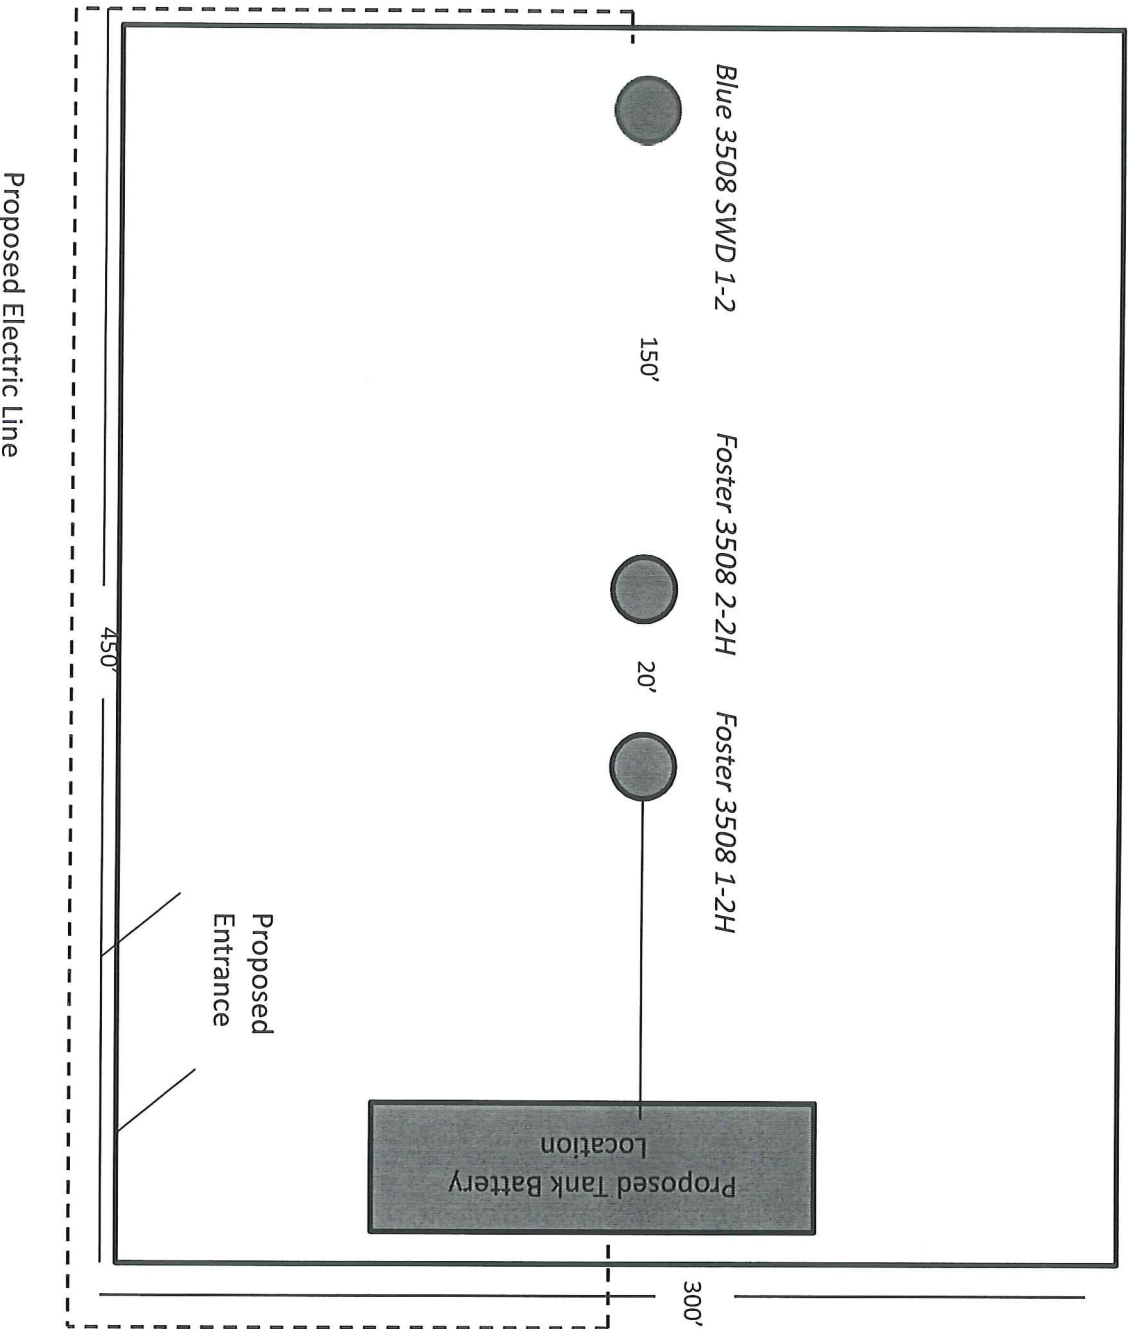 Blue 3508 SWD 1-2
Foster 3508 2-2H
Foster 3508 1-2H
150’
20’
Proposed Tank Battery
Location
Proposed
Entrance
450’
300’
Proposed Electric Line